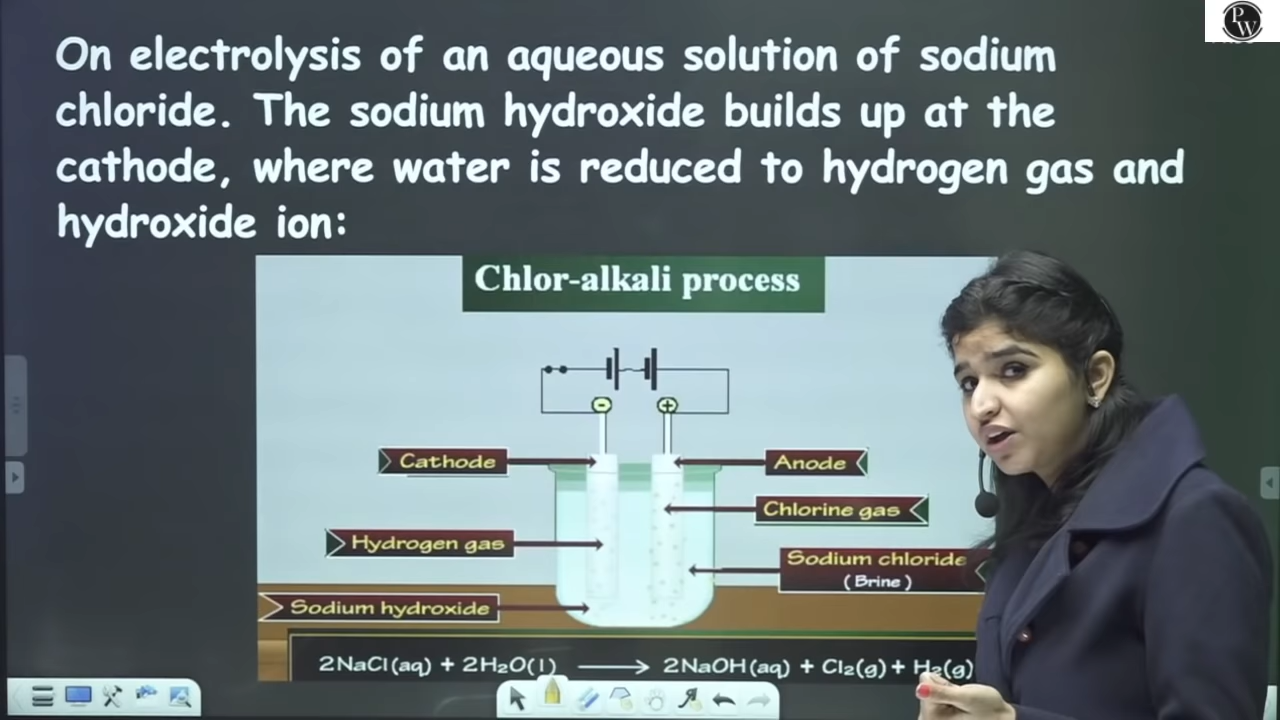 PW
On electrolysis of an aqueous solution of sodium
chloride. The sodium hydroxide builds up at the
cathode, where water is reduced to hydrogen gas and
hydroxide ion:
Chlor-alkali process
- +
Cathode
Anode
Chlorine gas
Hydrogen gas
Sodium chloride
(Brine)
Sodium hydroxide
2NaCl(aq) + 2H₂O(l) ⟶ 2NaOH(aq) + Cl₂(g) + H₂(g)